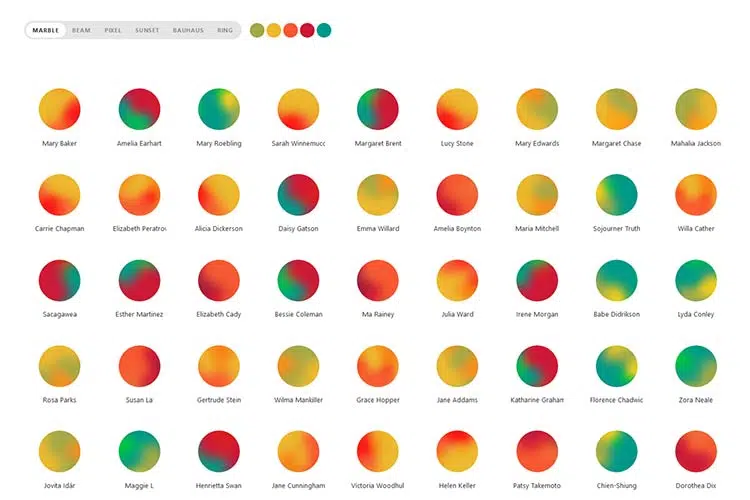 MARBLE BEAM PIXEL SUNSET BAUHAUS RING
Mary Baker Amelia Earhart Mary Roebling Sarah Winnemucc Margaret Brent Lucy Stone Mary Edwards Margaret Chase Mahalia Jackson
Carrie Chapman Elizabeth Peratrov Alicia Dickerson Daisy Gatson Emma Willard Amelia Boynton Maria Mitchell Sojourner Truth Willa Cather
Sacagawea Esther Martinez Elizabeth Cady Bessie Coleman Ma Rainey Julia Ward Irene Morgan Babe Didrikson Lyda Conley
Rosa Parks Susan La Gertrude Stein Wilma Mankiller Grace Hopper Jane Addams Katharine Graham Florence Chadwic Zora Neale
Jovita Idár Maggie L Henrietta Swan Jane Cunningham Victoria Woodhul Helen Keller Patsy Takemoto Chien-Shiung Dorothea Dix